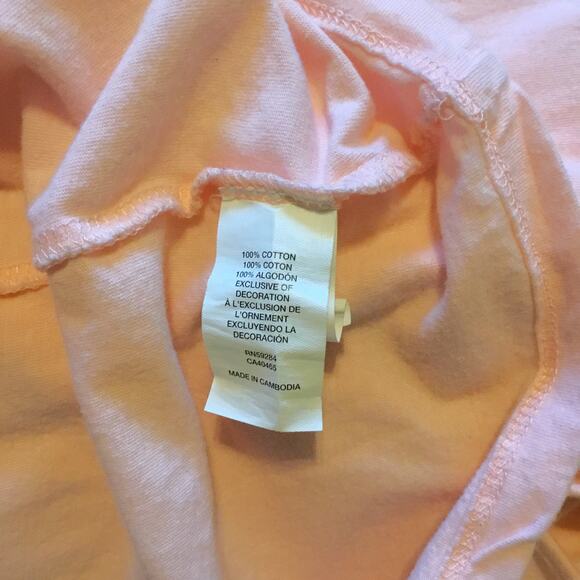 100% COTTON
100% COTON
100% ALGODÓN
EXCLUSIVE OF
DECORATION
À L'EXCLUSION DE
L'ORNEMENT
EXCLUYENDO LA
DECORACIÓN
RN59284
CA40465
MADE IN CAMBODIA